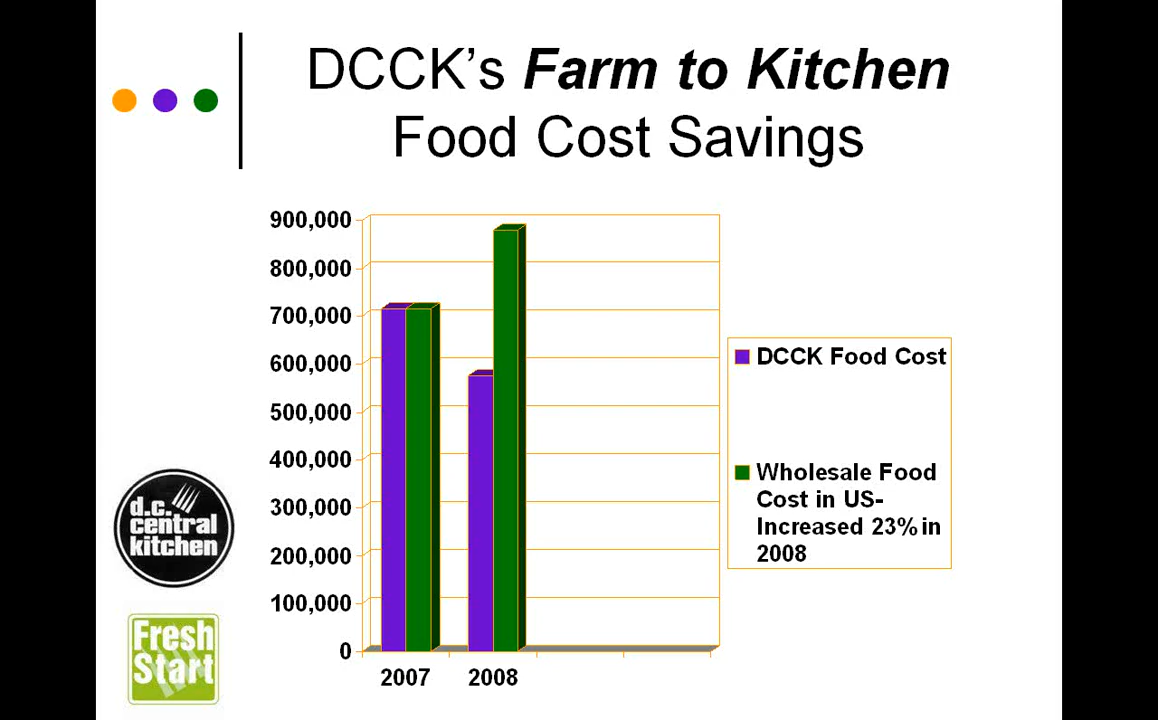 DCCK's Farm to Kitchen
Food Cost Savings
900,000
800,000
700,000
600,000
500,000
400,000
300,000
200,000
100,000
0
2007 2008
DCCK Food Cost
Wholesale Food
Cost in US-
Increased 23% in
2008
d.c.
central
kitchen
Fresh
Start